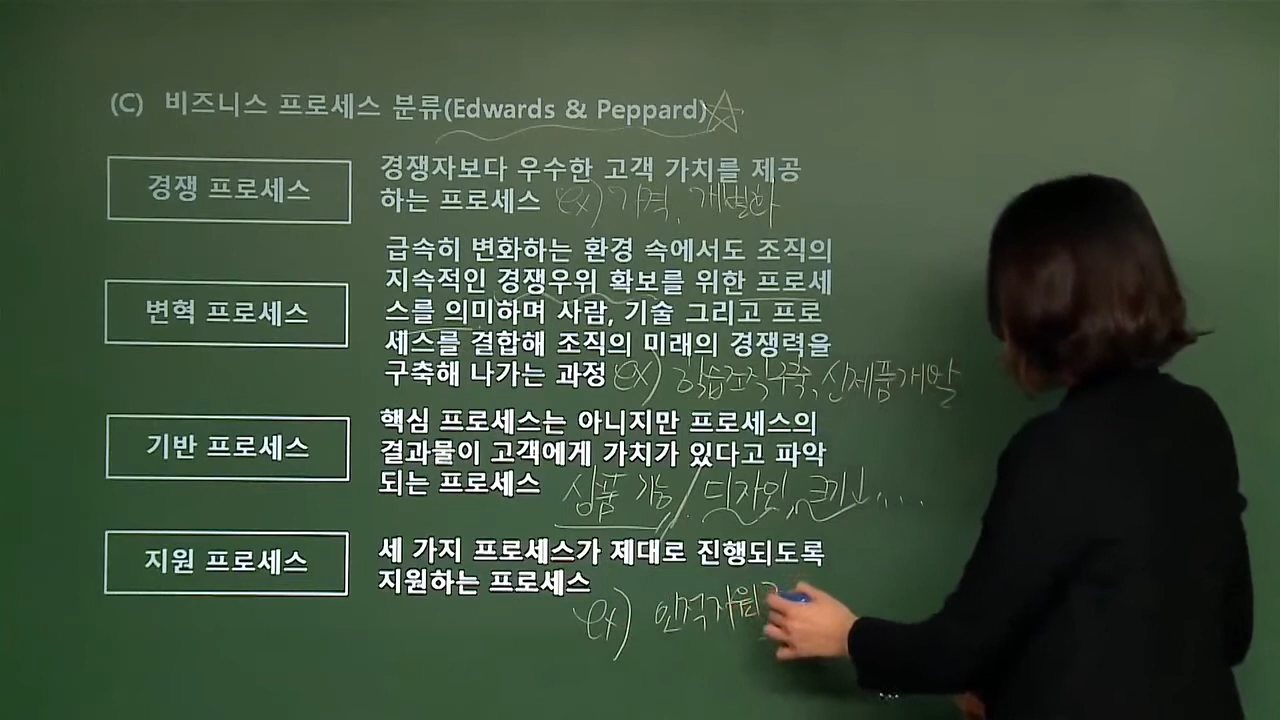 (C) 비즈니스 프로세스 분류(Edwards & Peppard)☆
경쟁 프로세스
경쟁자보다 우수한 고객 가치를 제공
하는 프로세스 ex) 가격, 개별화
변혁 프로세스
급속히 변화하는 환경 속에서도 조직의
지속적인 경쟁우위 확보를 위한 프로세
스를 의미하며 사람, 기술 그리고 프로
세스를 결합해 조직의 미래의 경쟁력을
구축해 나가는 과정 ex) 학습조직구축, 신제품개발
기반 프로세스
핵심 프로세스는 아니지만 프로세스의
결과물이 고객에게 가치가 있다고 파악
되는 프로세스 상품 기능 / 디자인, 크기, ....
지원 프로세스
세 가지 프로세스가 제대로 진행되도록
지원하는 프로세스
ex) 인적자원